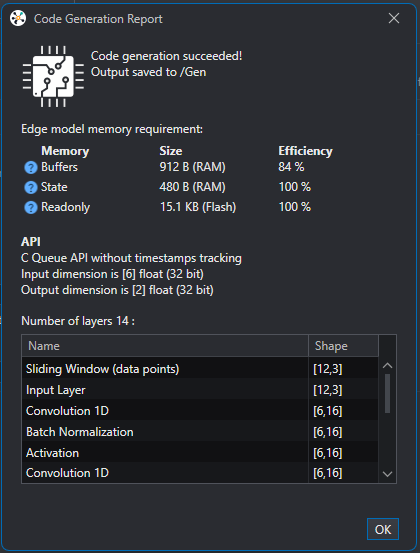 Code Generation Report
Code generation succeeded!
Output saved to /Gen
Edge model memory requirement:
Memory Size Efficiency
? Buffers 912 B (RAM) 84 %
? State 480 B (RAM) 100 %
? Readonly 15.1 KB (Flash) 100 %
API
C Queue API without timestamps tracking
Input dimension is [6] float (32 bit)
Output dimension is [2] float (32 bit)
Number of layers 14 :
Name Shape
Sliding Window (data points) [12,3]
Input Layer [12,3]
Convolution 1D [6,16]
Batch Normalization [6,16]
Activation [6,16]
Convolution 1D [6,16]
OK